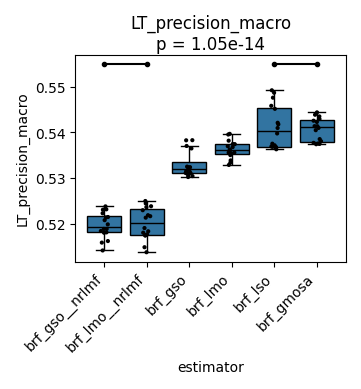 LT_precision_macro
p = 1.05e-14
LT_precision_macro
0.55
0.54
0.53
0.52
brf_gso__nrlmf
brf_lmo__nrlmf
brf_gso
brf_lmo
brf_lso
brf_gmosa
estimator